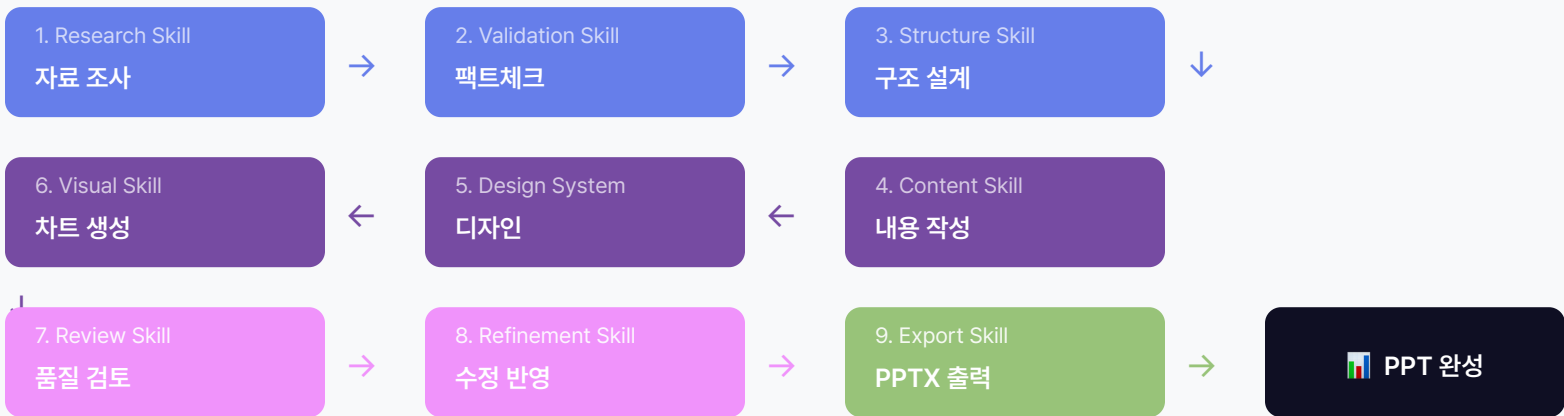 1. Research Skill
자료 조사
2. Validation Skill
팩트체크
3. Structure Skill
구조 설계
6. Visual Skill
차트 생성
5. Design System
디자인
4. Content Skill
내용 작성
7. Review Skill
품질 검토
8. Refinement Skill
수정 반영
9. Export Skill
PPTX 출력
📊 PPT 완성